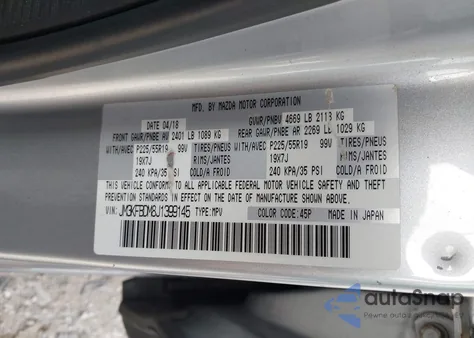 MFD. BY MAZDA MOTOR CORPORATION
DATE 04/18 GVWR/PNBV 4669 LB 2118 KG
FRONT GAWR/PNBE AV 2401 LB 1089 KG REAR GAWR/PNBE AR 2269 LB 1029 KG
WITH/AVEC P225/55R19 99V TIRES/PNEUS WITH/AVEC P225/55R19 99V TIRES/PNEUS
19X7J RIMS/JANTES 19X7J RIMS/JANTES
240 KPA/35 PSI COLD/A FROID 240 KPA/35 PSI COLD/A FROID
THIS VEHICLE CONFORMS TO ALL APPLICABLE FEDERAL MOTOR VEHICLE SAFETY AND THEFT
PREVENTION STANDARDS IN EFFECT ON THE DATE OF MANUFACTURE SHOWN ABOVE.
VIN: JM3KFBDM8J1399145 TYPE:MPV COLOR CODE:45P MADE IN JAPAN
autoSnap
Pewne auto